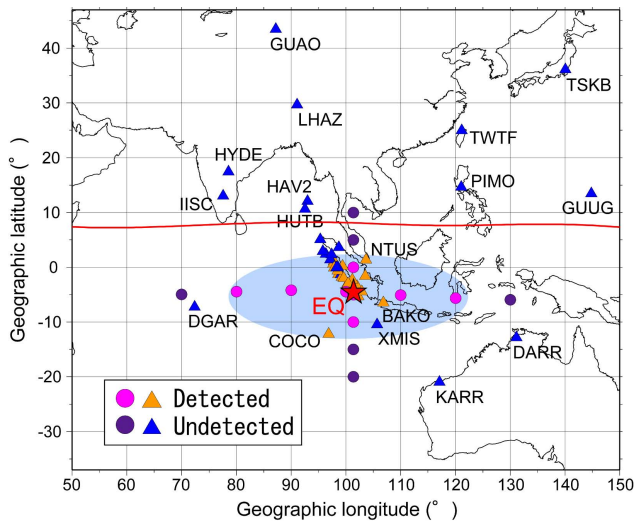 40
30
20
10
0
-10
-20
-30
Geographic latitude (°)
GUAO
TSKB
LHAZ
TWTF
HYDE
PIMO
IISC
HAV2
GUUG
HUTB
NTUS
EQ
BAKO
DGAR
COCO
XMIS
DARR
KARR
Detected
Undetected
50 60 70 80 90 100 110 120 130 140 150
Geographic longitude (°)